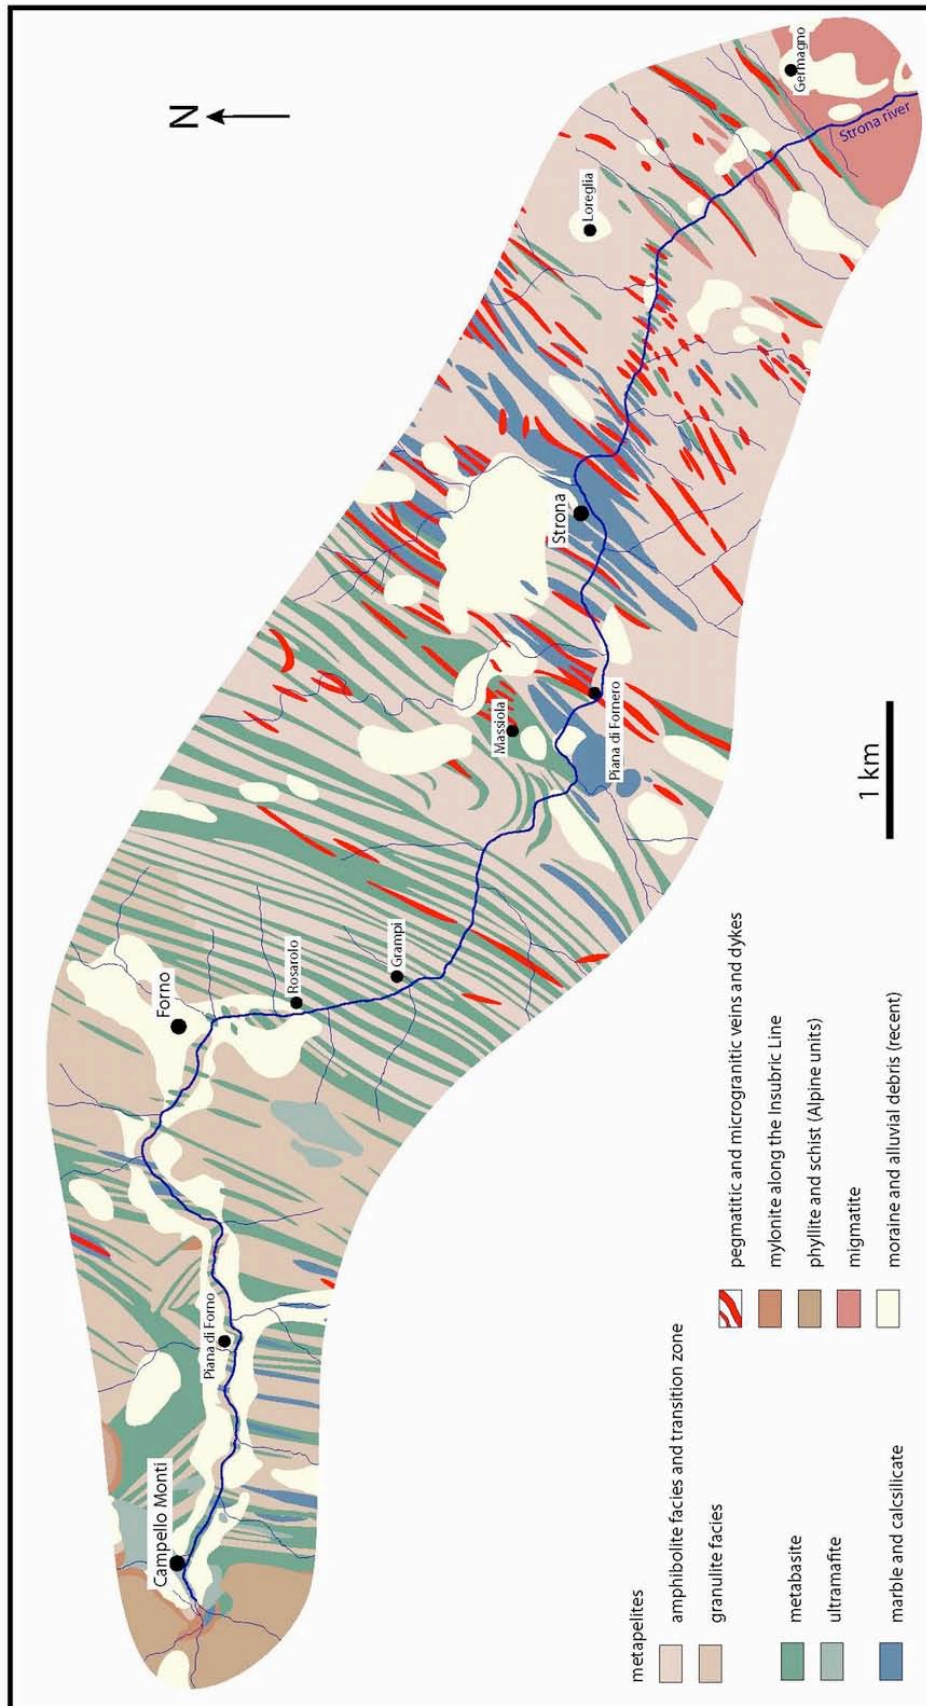 N
Germagno
Strona river
Loreglia
Strona
Massiola
Piana di Fornero
Grampi
Rosarolo
Forno
Piana di Forno
Campello Monti
1 km
metapelites
amphibolite facies and transition zone
granulite facies
metabasite
ultramafite
marble and calcsilicate
pegmatitic and microgranitic veins and dykes
mylonite along the Insubric Line
phyllite and schist (Alpine units)
migmatite
moraine and alluvial debris (recent)